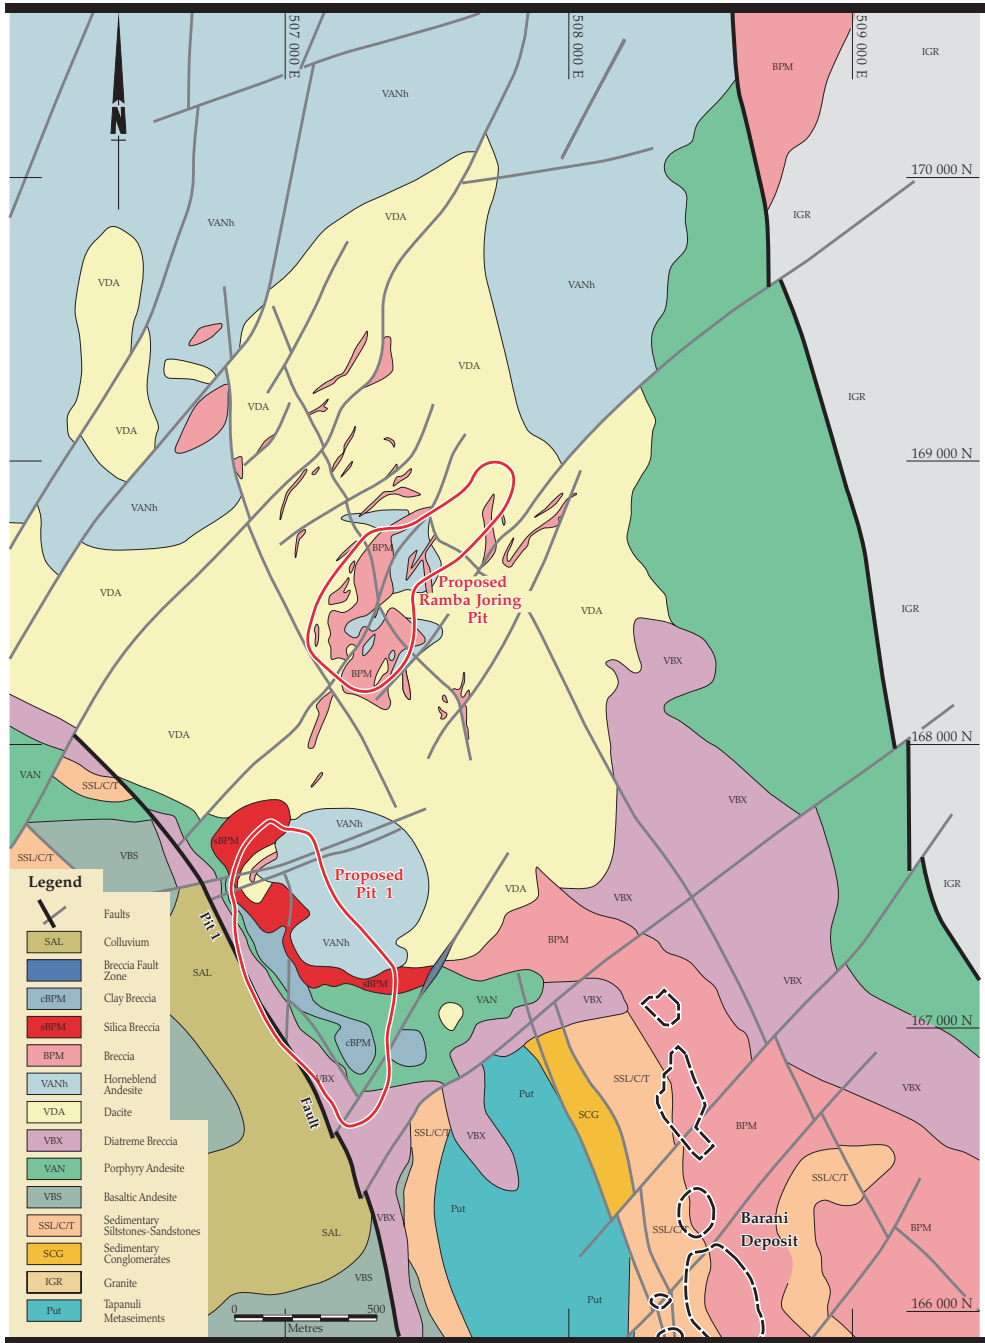 507 000 E
508 000 E
509 000 E
IGR
BPM
VANh
N
170 000 N
VDA
IGR
VANh
VDA
VANh
VDA
IGR
VDA
VDA
169 000 N
VANh
BPM
Proposed
Ramba Joring
Pit
VDA
VDA
IGR
VBX
BPM
VDA
168 000 N
VAN
SSL/C/T
VBX
VANh
sBPM
VBS
SSL/C/T
Proposed
Pit 1
IGR
VDA
VBX
Pit 1
BPM
VANh
SAL
sBPM
VBX
VAN
VBX
167 000 N
cBPM
VBX
SSL/C/T
Put
VBX
Fault
SCG
BPM
SSL/C/T
VBX
SSL/C/T
Put
VBX
SSL/C/T
Barani
Deposit
BPM
SAL
VBS
Put
166 000 N
Legend
Faults
SAL Colluvium
Breccia Fault
Zone
cBPM Clay Breccia
sBPM Silica Breccia
BPM Breccia
VANh Horneblend
Andesite
VDA Dacite
VBX Diatreme Breccia
VAN Porphyry Andesite
VBS Basaltic Andesite
SSL/C/T Sedimentary
Siltstones-Sandstones
SCG Sedimentary
Conglomerates
IGR Granite
Put Tapanuli
Metaseiments
0 500
Metres